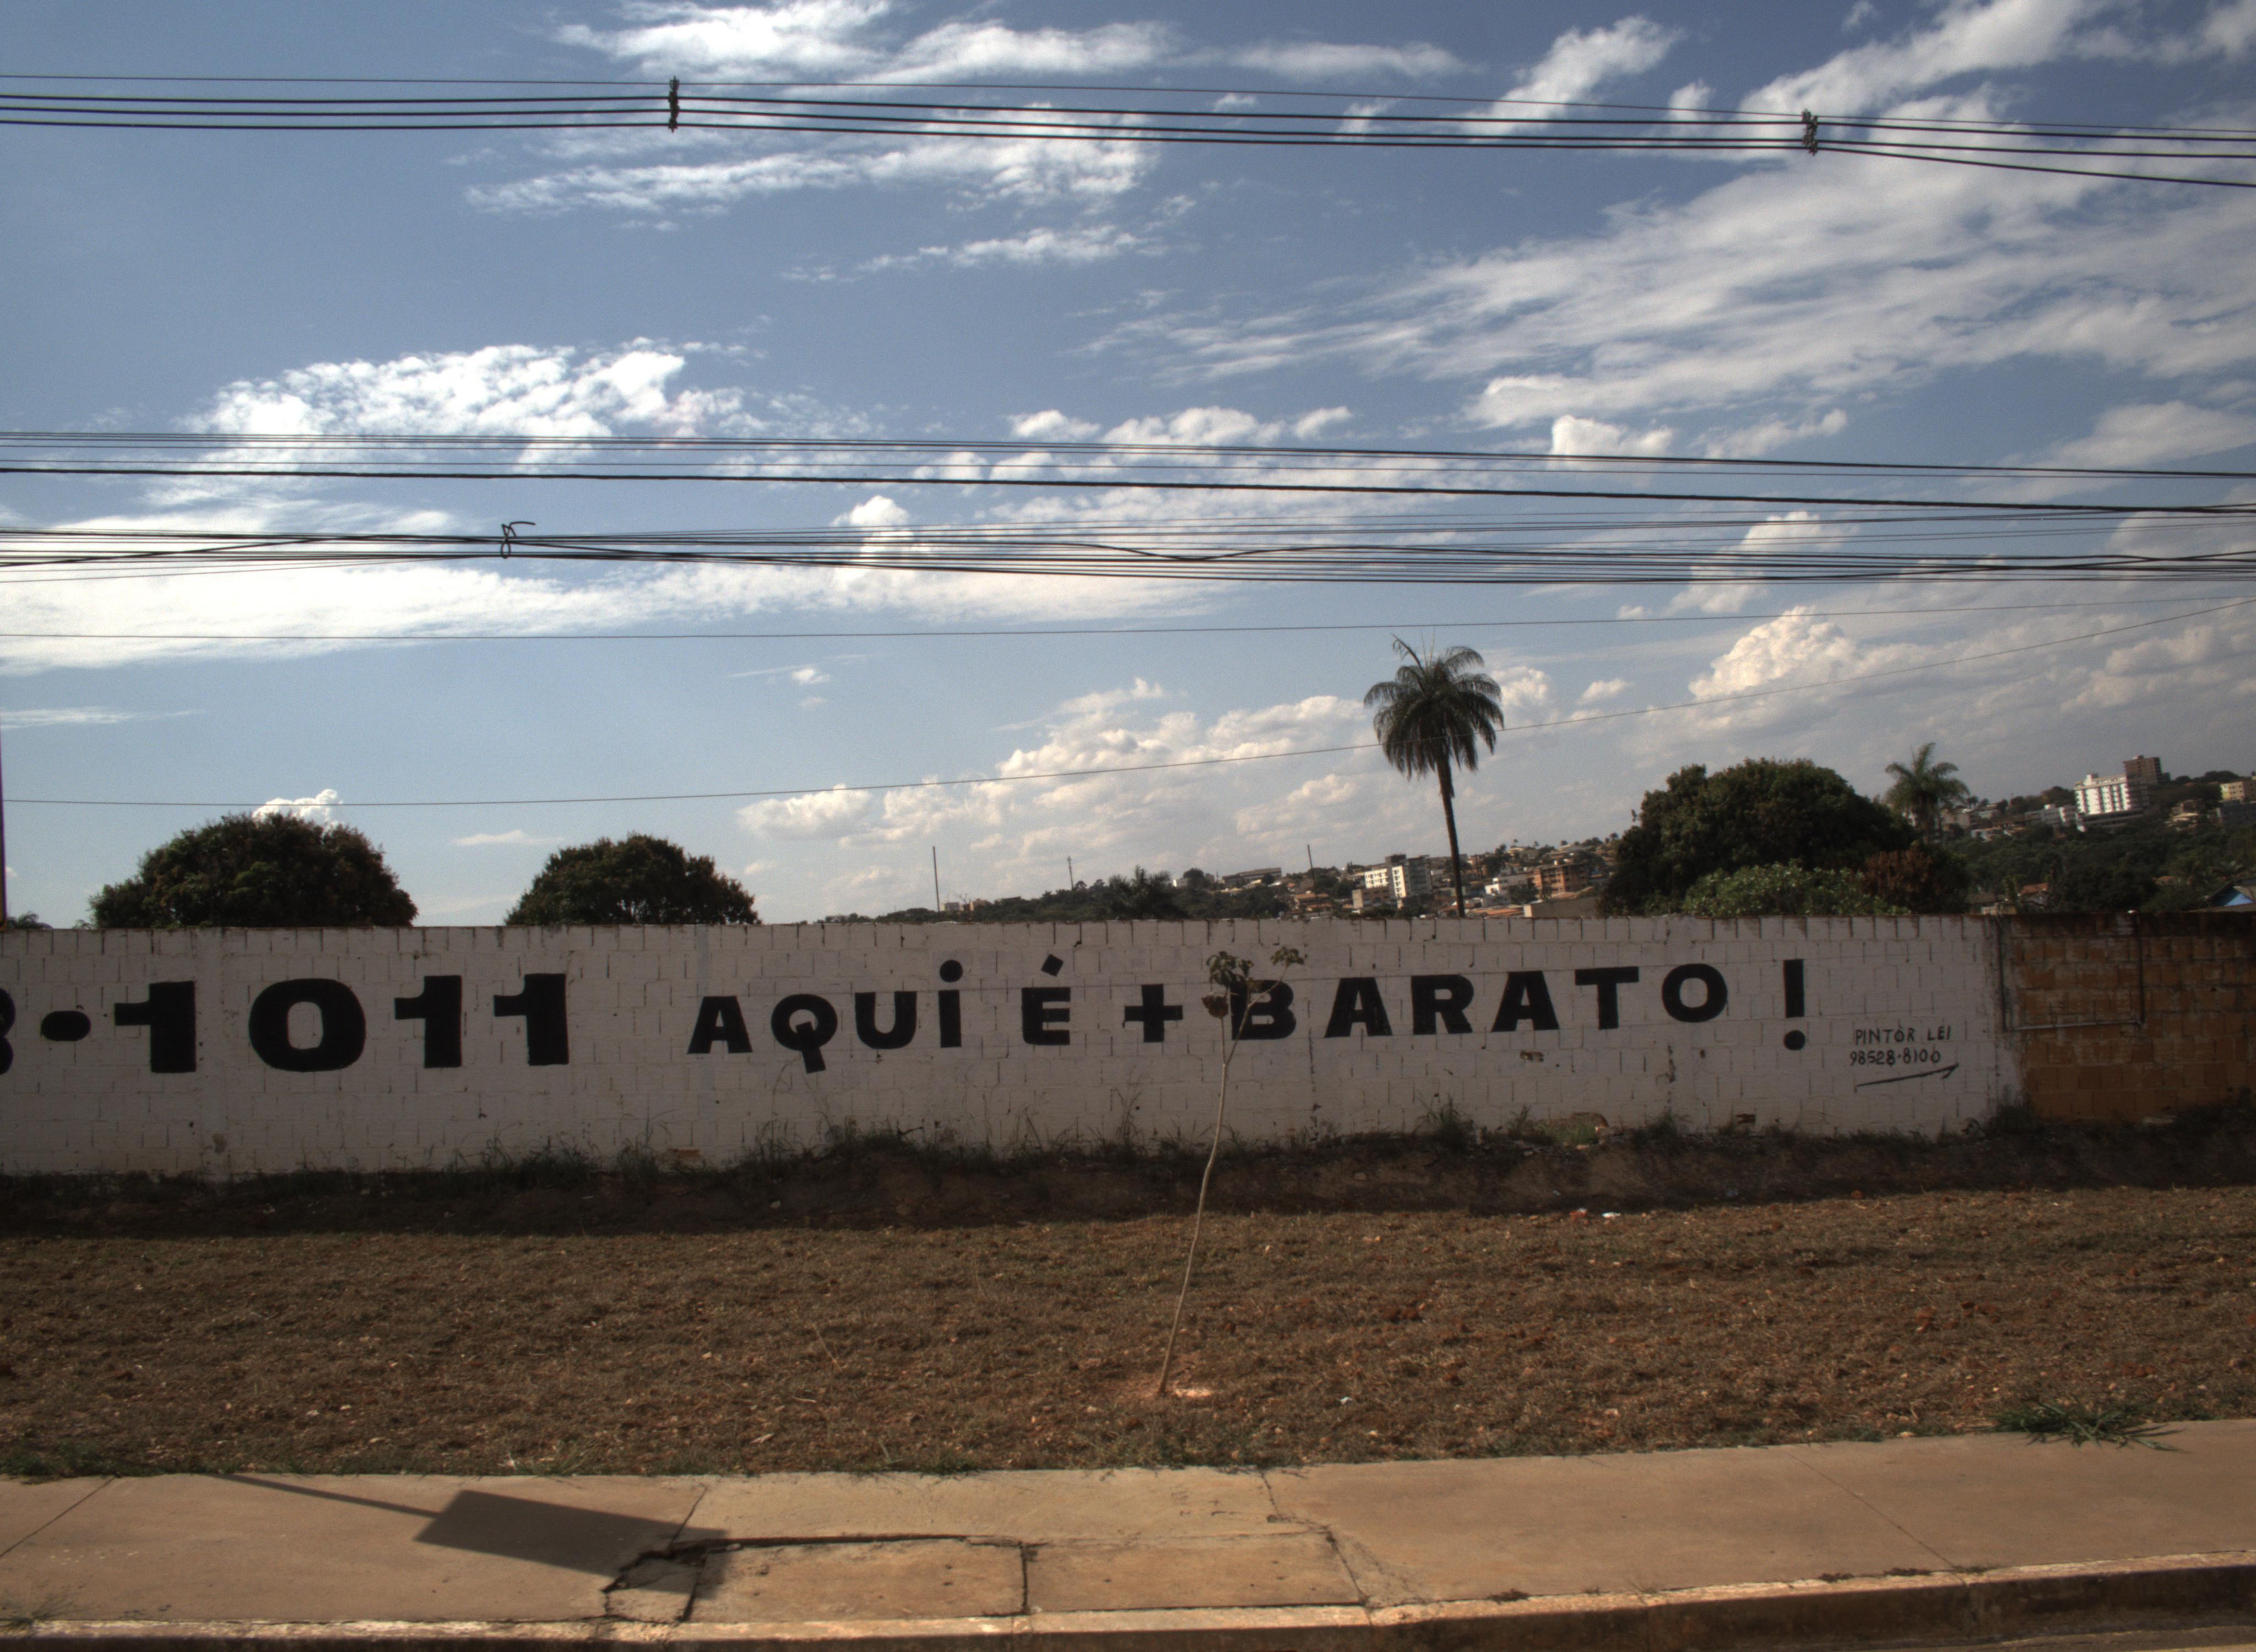 -1011 AQUI É + BARATO!
PINTOR LEI
98528-8100